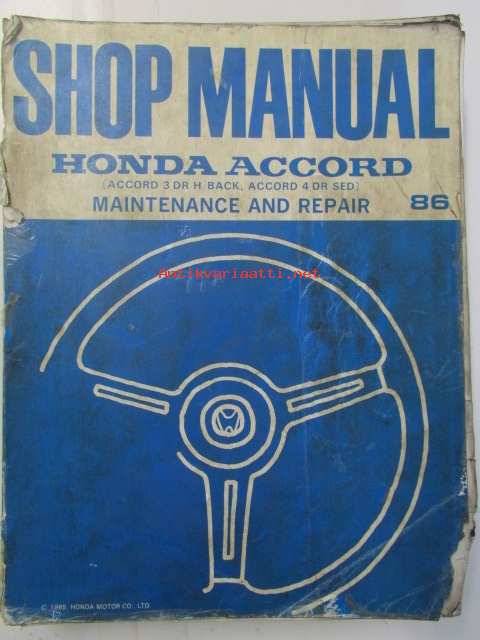 SHOP MANUAL
HONDA ACCORD
(ACCORD 3 DR H BACK, ACCORD 4 DR SED)
MAINTENANCE AND REPAIR 86
Antikvariaatti.net
© 1985 HONDA MOTOR CO., LTD